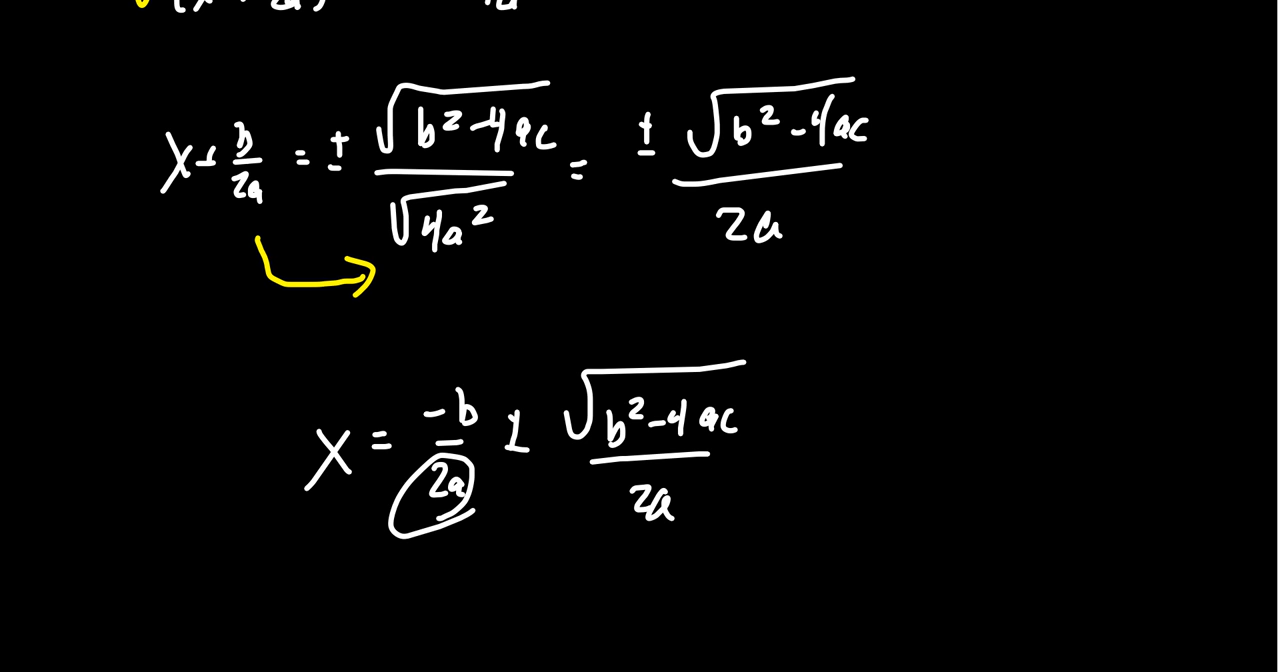 x + b/2a = ± √(b² - 4ac)/√(4a²) = ± √(b² - 4ac)/2a
x = -b/2a ± √(b² - 4ac)/2a